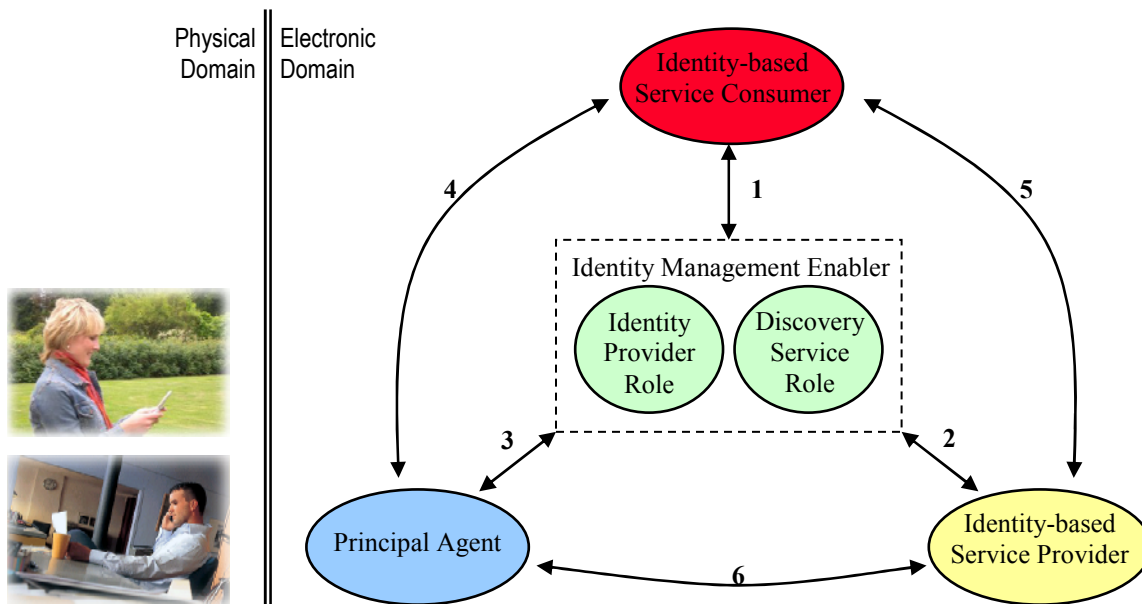 Physical
Domain
Electronic
Domain
Identity-based
Service Consumer
4
1
5
Identity Management Enabler
Identity
Provider
Role
Discovery
Service
Role
3
2
Principal Agent
Identity-based
Service Provider
6